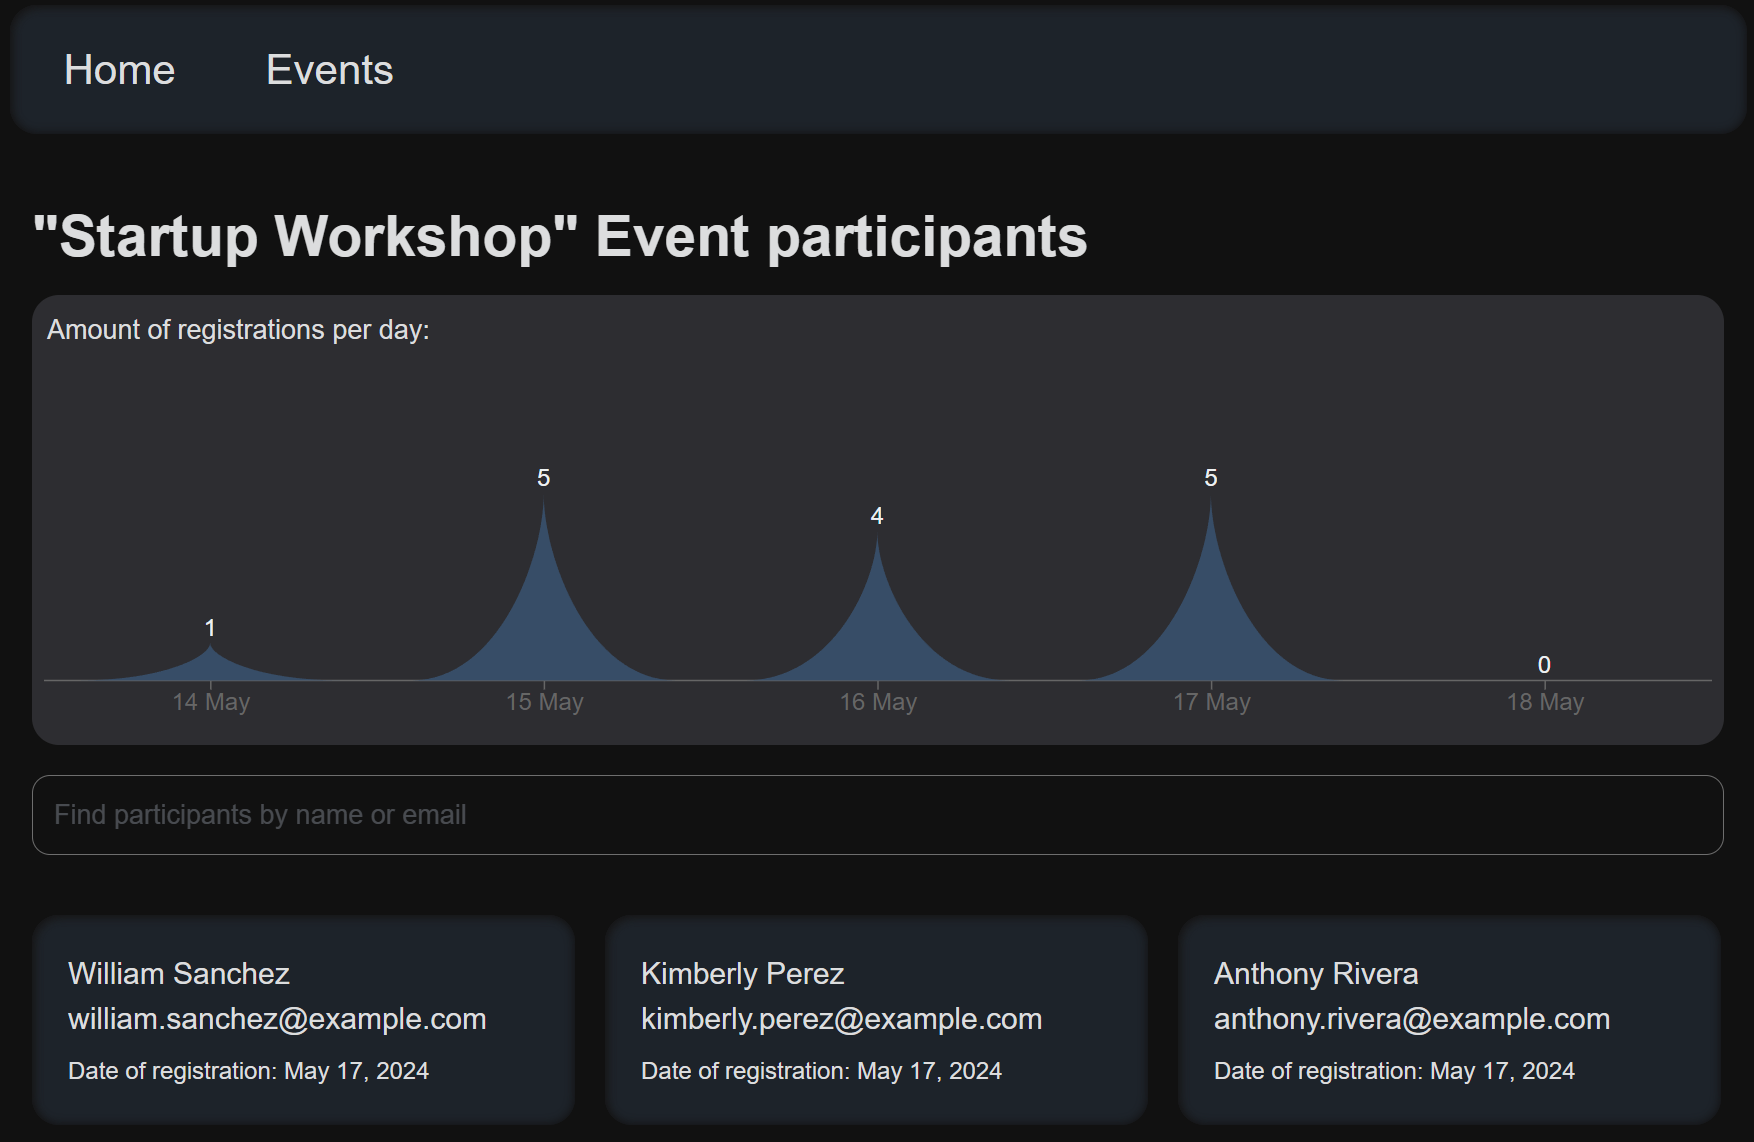 Home Events
"Startup Workshop" Event participants
Amount of registrations per day:
5 5
4
1
0
14 May 15 May 16 May 17 May 18 May
Find participants by name or email
William Sanchez
william.sanchez@example.com
Date of registration: May 17, 2024
Kimberly Perez
kimberly.perez@example.com
Date of registration: May 17, 2024
Anthony Rivera
anthony.rivera@example.com
Date of registration: May 17, 2024